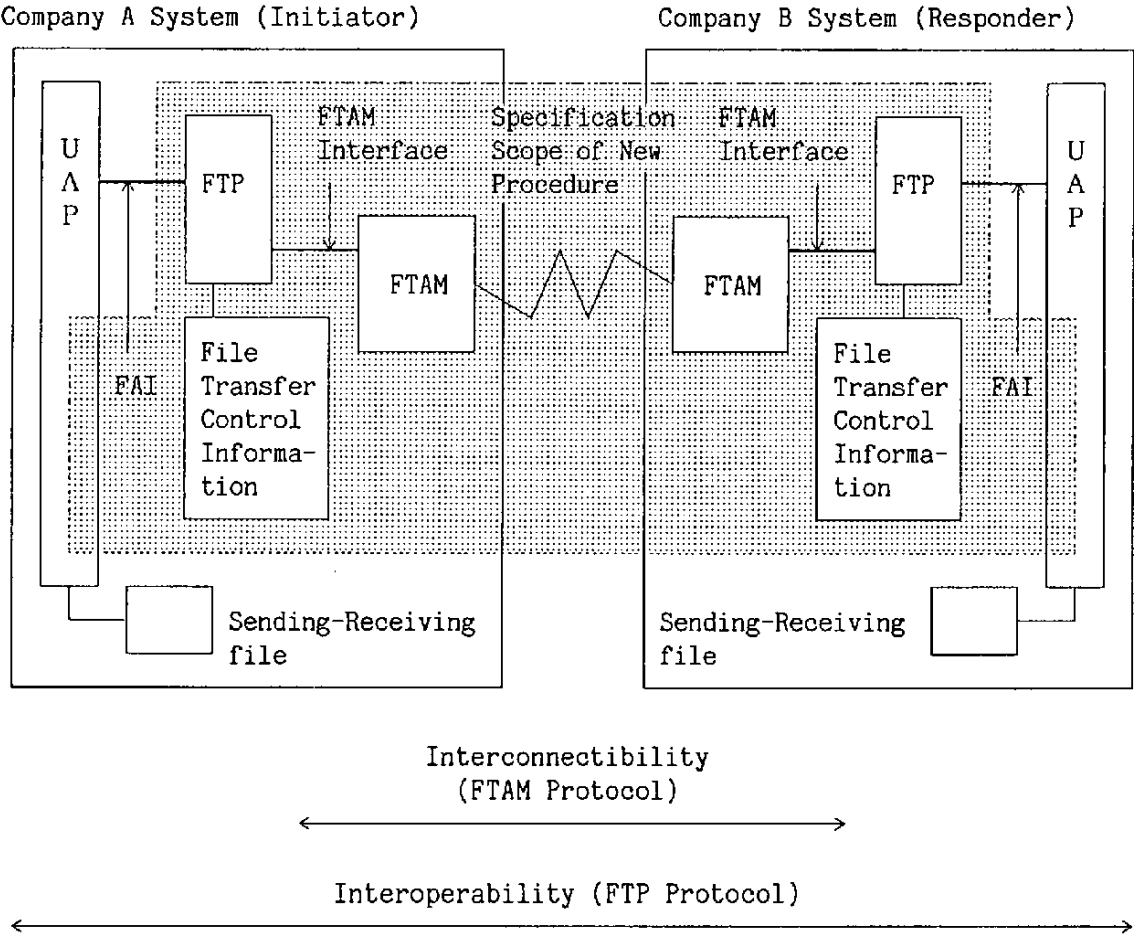 Company A System (Initiator)
Company B System (Responder)
FTAM
Interface
Specification
Scope of New
Procedure
FTAM
Interface
U
A
P
FTP
FTAM
FTAM
FTP
U
A
P
FAI
File
Transfer
Control
Informa-
tion
File
Transfer
Control
Informa-
tion
FAI
Sending-Receiving
file
Sending-Receiving
file
Interconnectibility
(FTAM Protocol)
Interoperability (FTP Protocol)